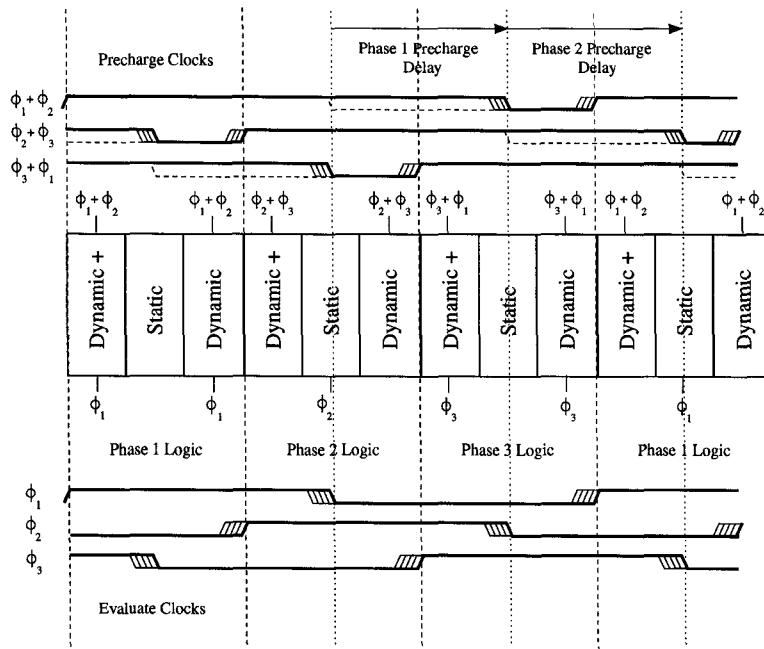 Phase 1 Precharge Delay
Phase 2 Precharge Delay
Precharge Clocks
ϕ1 + ϕ2
ϕ2 + ϕ3
ϕ3 + ϕ1
ϕ1 + ϕ2
ϕ1 + ϕ2
ϕ2 + ϕ3
ϕ2 + ϕ3
ϕ3 + ϕ1
ϕ3 + ϕ1
ϕ1 + ϕ2
ϕ1 + ϕ2
Dynamic +
Static
Dynamic
Dynamic +
Static
Dynamic
Dynamic +
Static
Dynamic
Dynamic +
Static
Dynamic
ϕ1
ϕ1
ϕ2
ϕ3
ϕ3
ϕ1
Phase 1 Logic
Phase 2 Logic
Phase 3 Logic
Phase 1 Logic
ϕ1
ϕ2
ϕ3
Evaluate Clocks